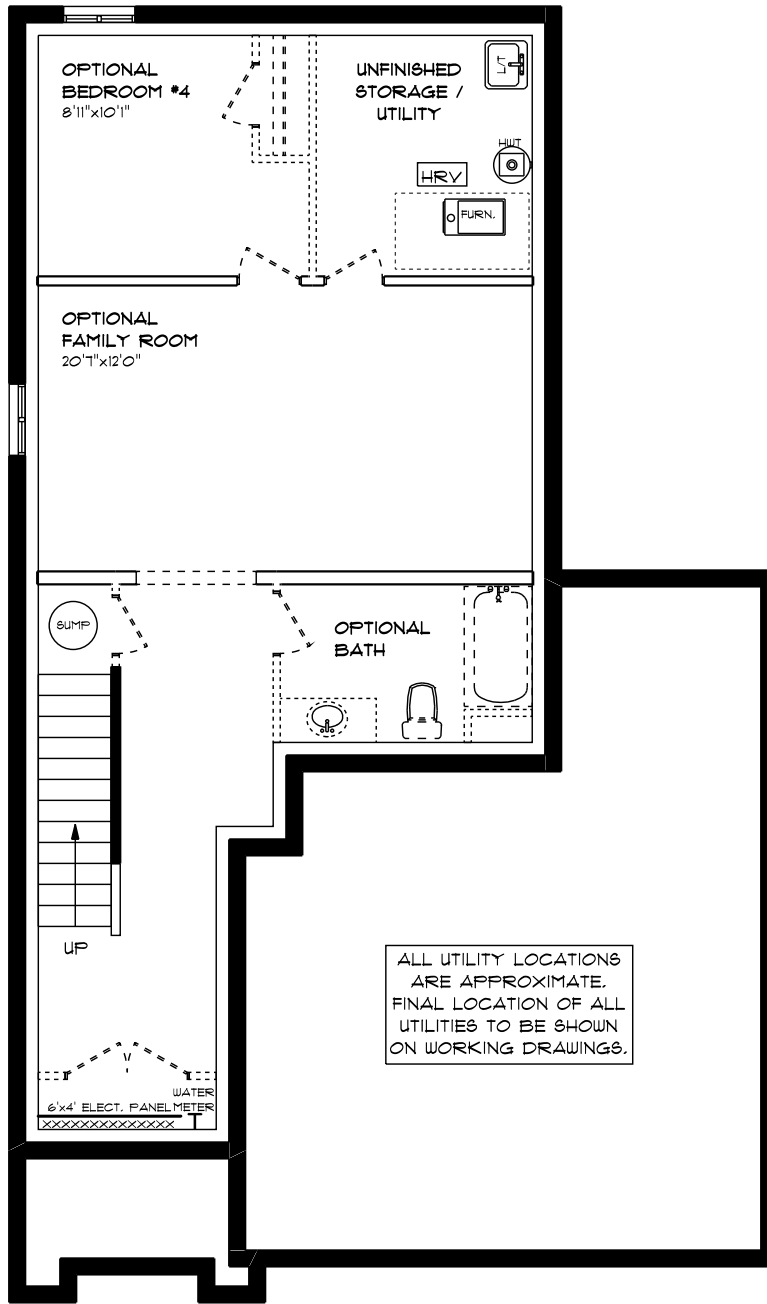 OPTIONAL
BEDROOM #4
8'11"x10'1"
UNFINISHED
STORAGE /
UTILITY
L/T
HWT
HRV
FURN.
OPTIONAL
FAMILY ROOM
20'7"x12'0"
SUMP
OPTIONAL
BATH
UP
ALL UTILITY LOCATIONS
ARE APPROXIMATE.
FINAL LOCATION OF ALL
UTILITIES TO BE SHOWN
ON WORKING DRAWINGS.
WATER
METER
6'x4' ELECT. PANEL